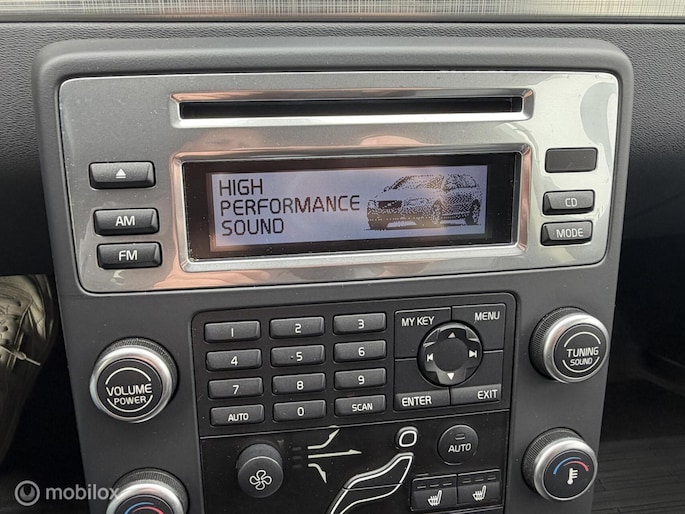 HIGH
PERFORMANCE
SOUND
AM
CD
FM
MODE
1 2 3
MY KEY MENU
4 -5 6
7 8 9
AUTO 0 SCAN
ENTER EXIT
VOLUME
POWER
TUNING
SOUND
AUTO
mobilox